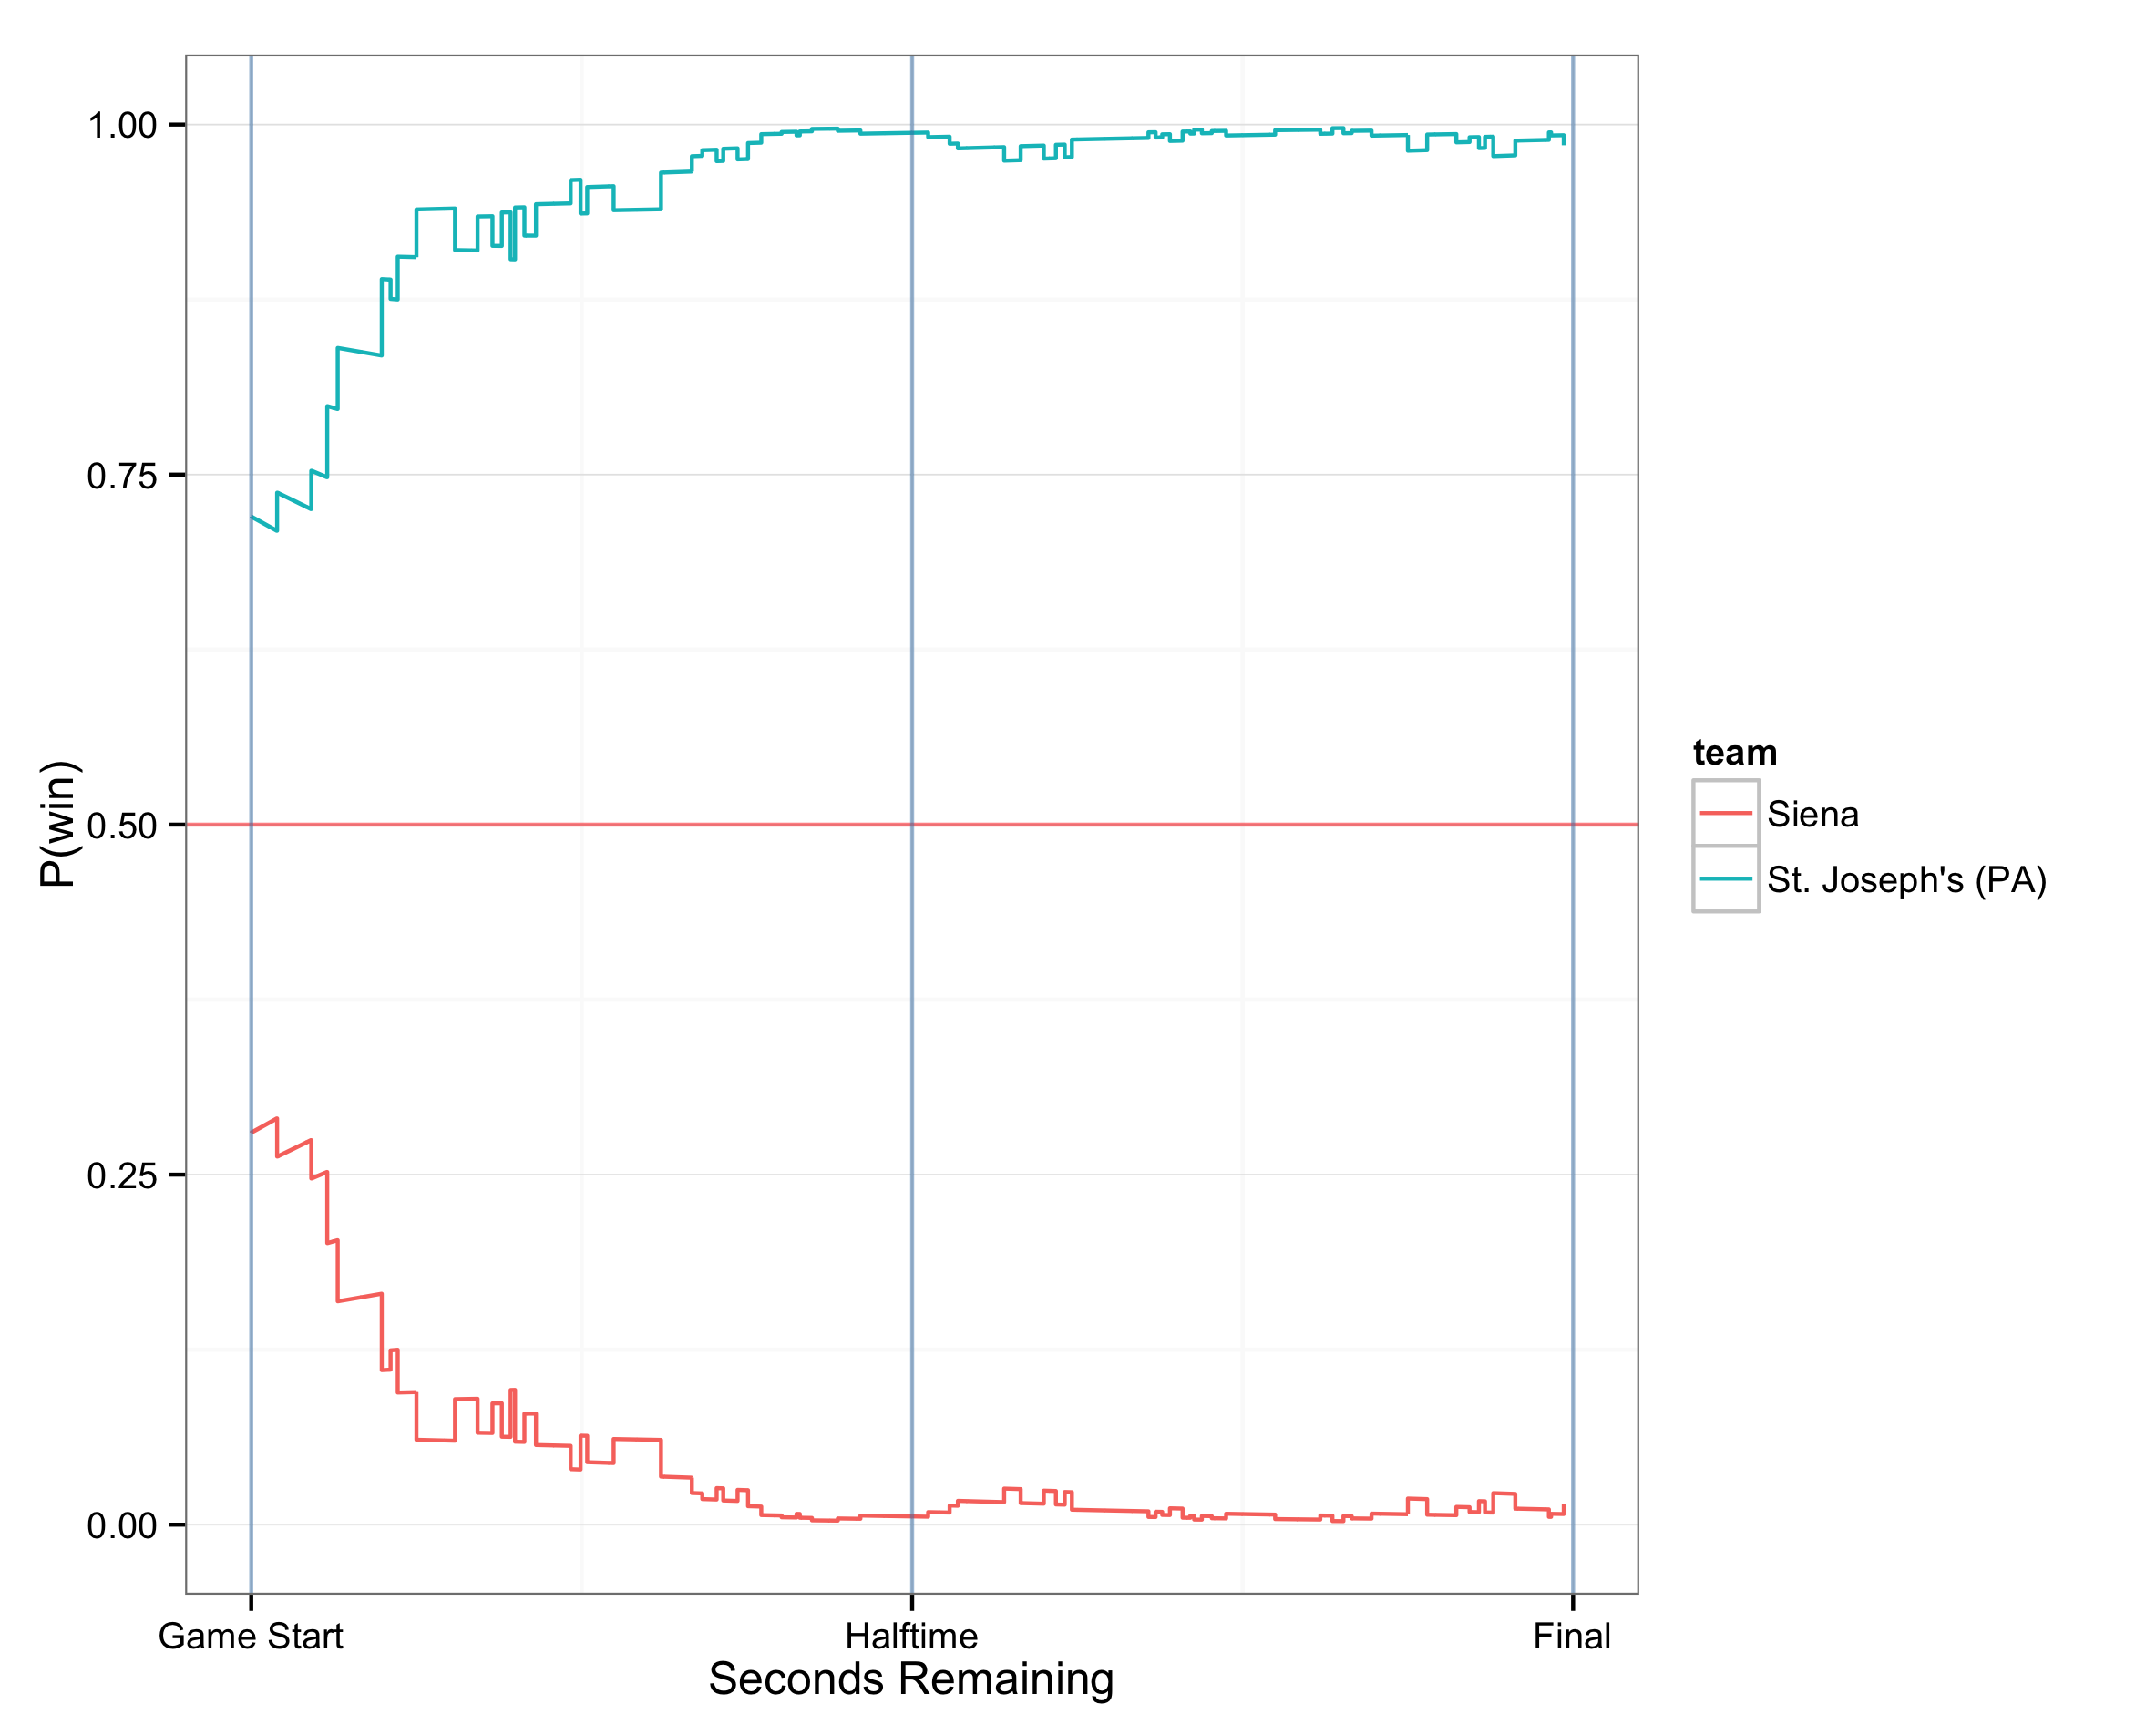 1.00
0.75
0.50
0.25
0.00
P(win)
Game Start
Halftime
Final
Seconds Remaining
team
Siena
St. Joseph's (PA)